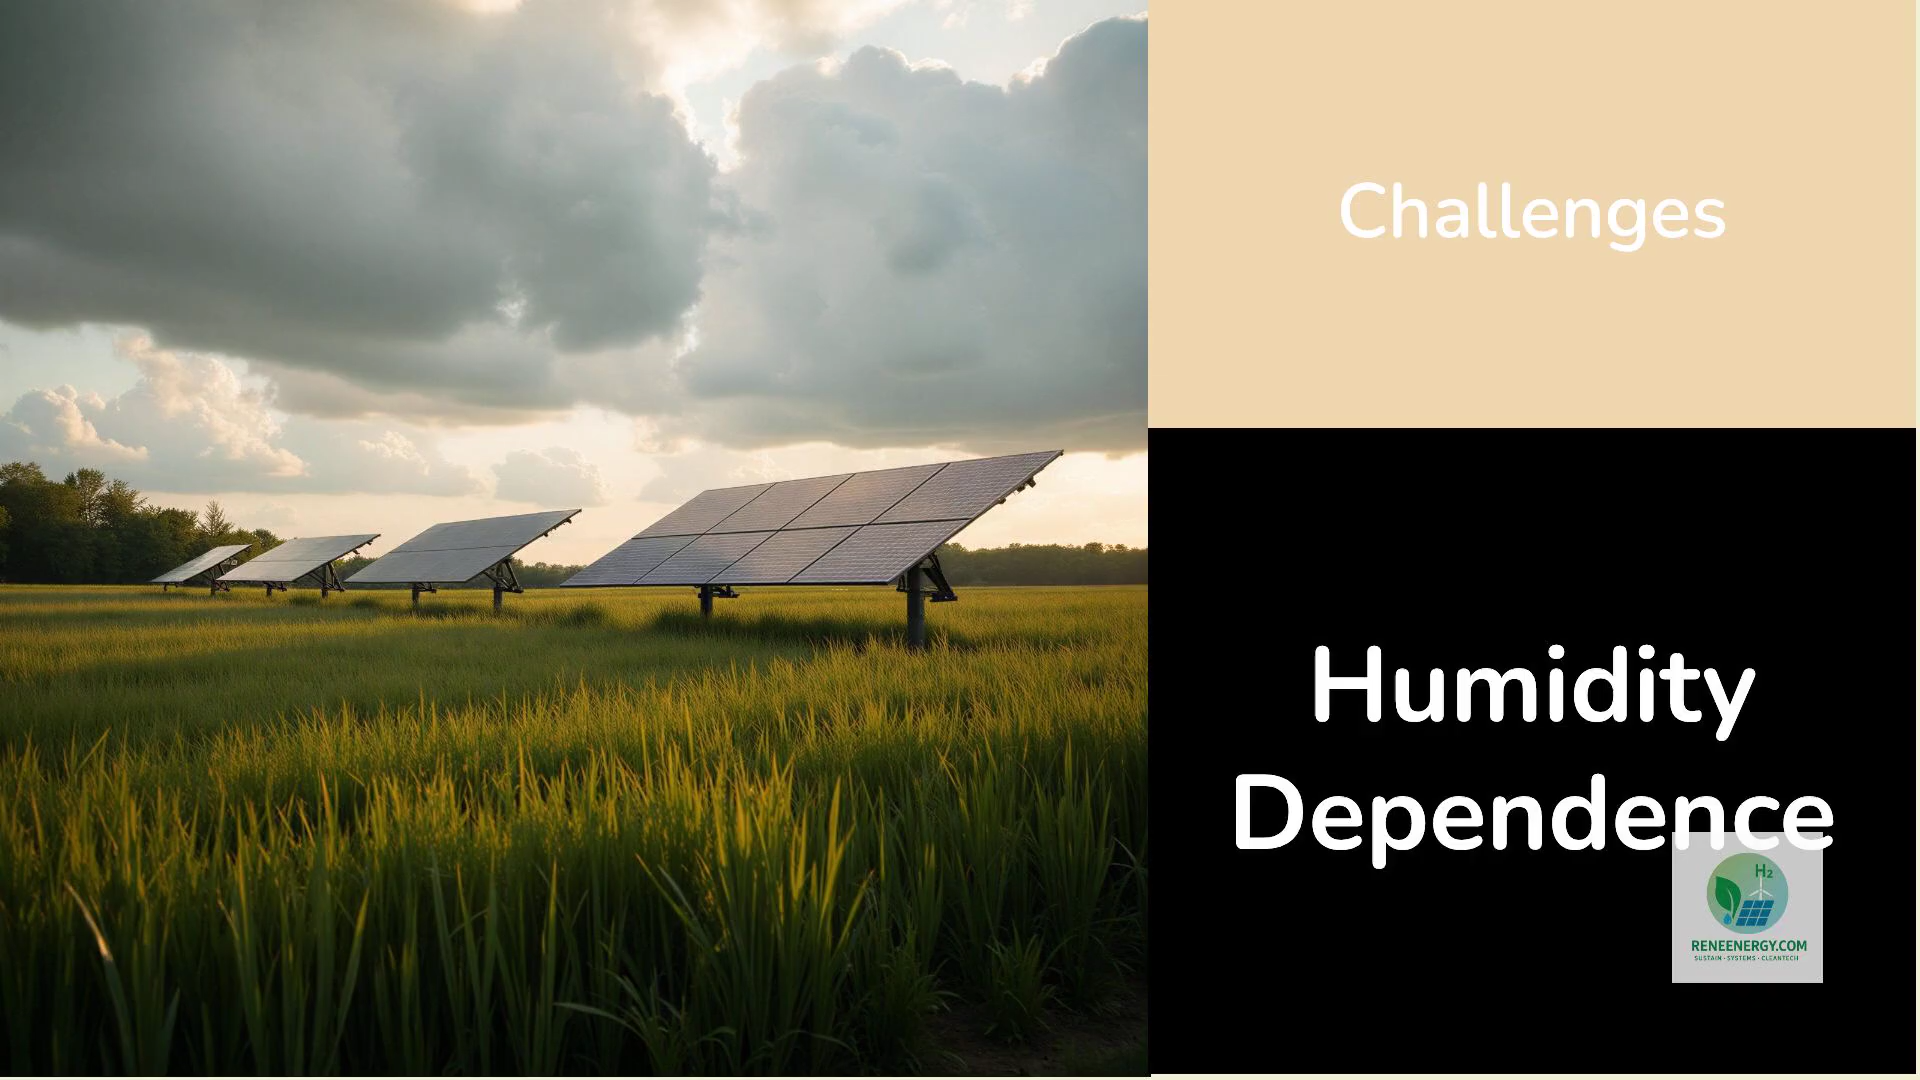 Challenges
Humidity
Dependence
H2
RENEENERGY.COM
SUSTAIN · SYSTEMS · CLEANTECH